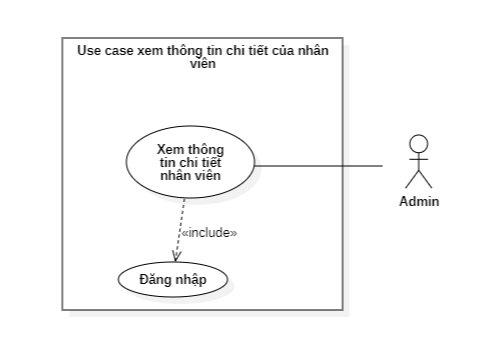 Use case xem thông tin chi tiết của nhân
viên
Xem thông
tin chi tiết
nhân viên
«include»
Đăng nhập
Admin